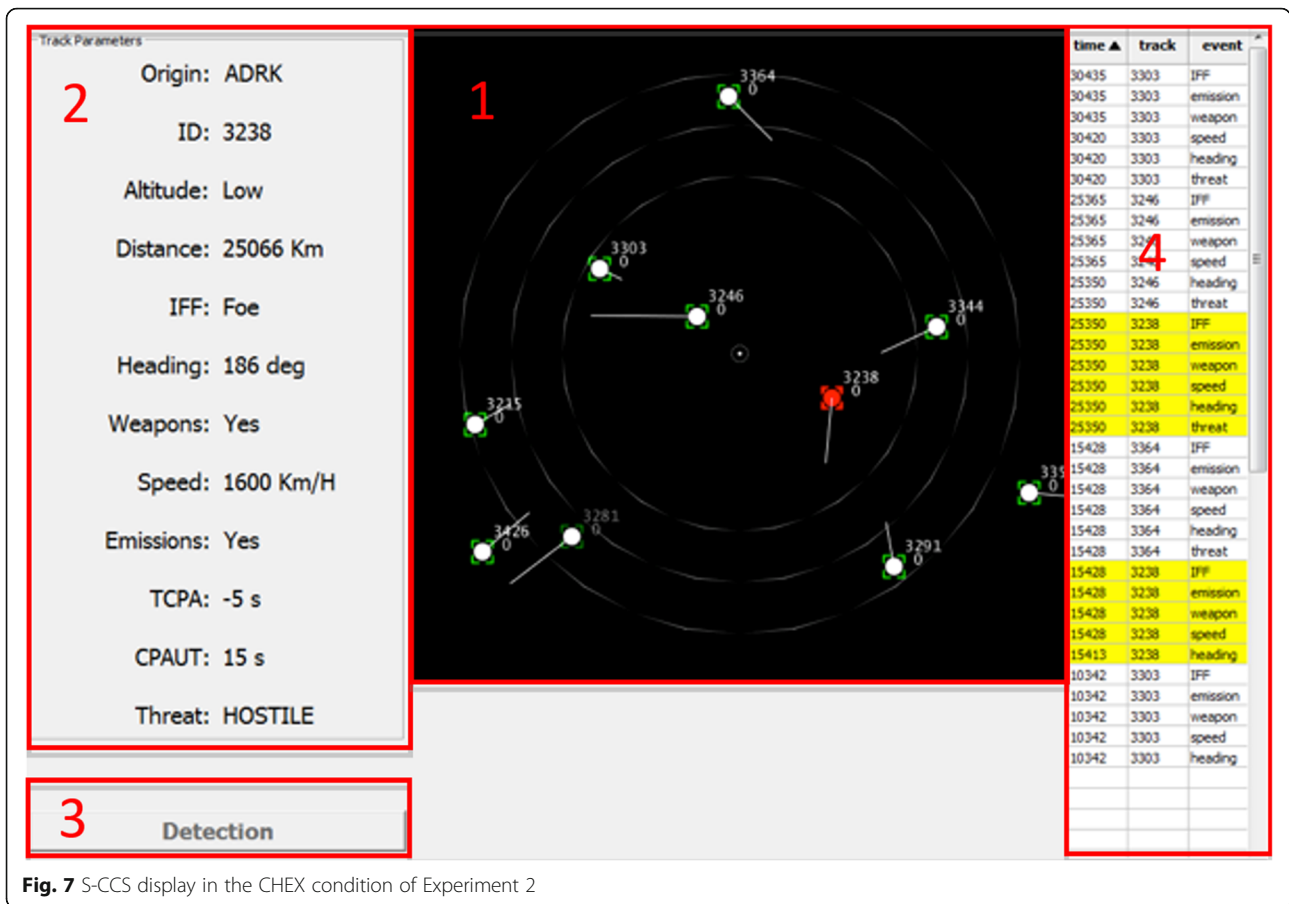 Track Parameters
2
Origin: ADRK
ID: 3238
Altitude: Low
Distance: 25066 Km
IFF: Foe
Heading: 186 deg
Weapons: Yes
Speed: 1600 Km/H
Emissions: Yes
TCPA: -5 s
CPAUT: 15 s
Threat: HOSTILE
3
Detection
1
3364
0
3303
0
3246
0
3344
0
3238
0
3215
0
0
3426
0
3281
0
3291
0
time ▲ track event
30435 3303 IFF
30435 3303 emission
30435 3303 weapon
30420 3303 speed
30420 3303 heading
30420 3303 threat
25365 3246 IFF
25365 3246 emission
25365 weapon
4
25365 speed
25350 3246 heading
25350 3246 threat
25350 3238 IFF
25350 3238 emission
25350 3238 weapon
25350 3238 speed
25350 3238 heading
25350 3238 threat
15428 3364 IFF
15428 3364 emission
15428 3364 weapon
15428 3364 speed
15428 3364 heading
15428 3364 threat
15428 3238 IFF
15428 3238 emission
15428 3238 weapon
15428 3238 speed
15413 3238 heading
10342 3303 IFF
10342 3303 emission
10342 3303 weapon
10342 3303 speed
10342 3303 heading
Fig. 7 S-CCS display in the CHEX condition of Experiment 2